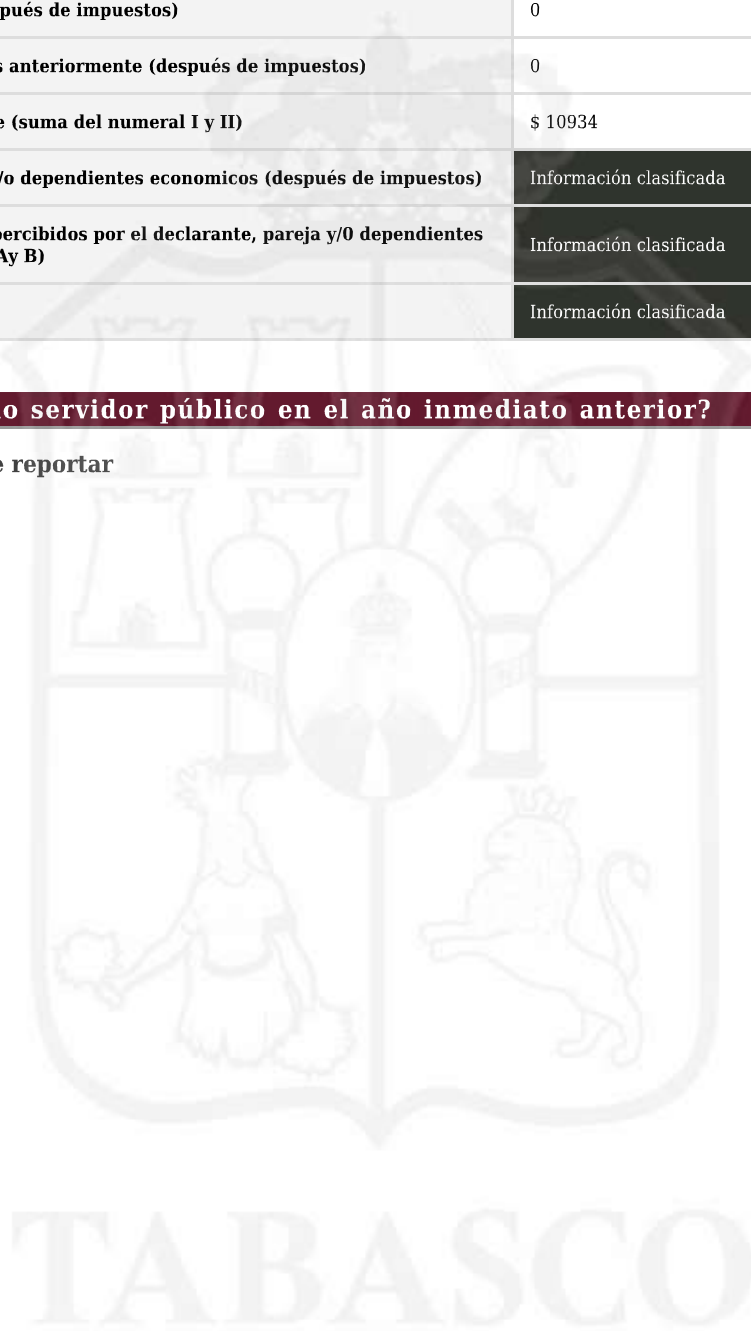 pués de impuestos)
0
s anteriormente (después de impuestos)
0
e (suma del numeral I y II)
$ 10934
/o dependientes economicos (después de impuestos)
Información clasificada
percibidos por el declarante, pareja y/0 dependientes
Ay B)
Información clasificada
Información clasificada
o servidor público en el año inmediato anterior?
e reportar
TABASCO